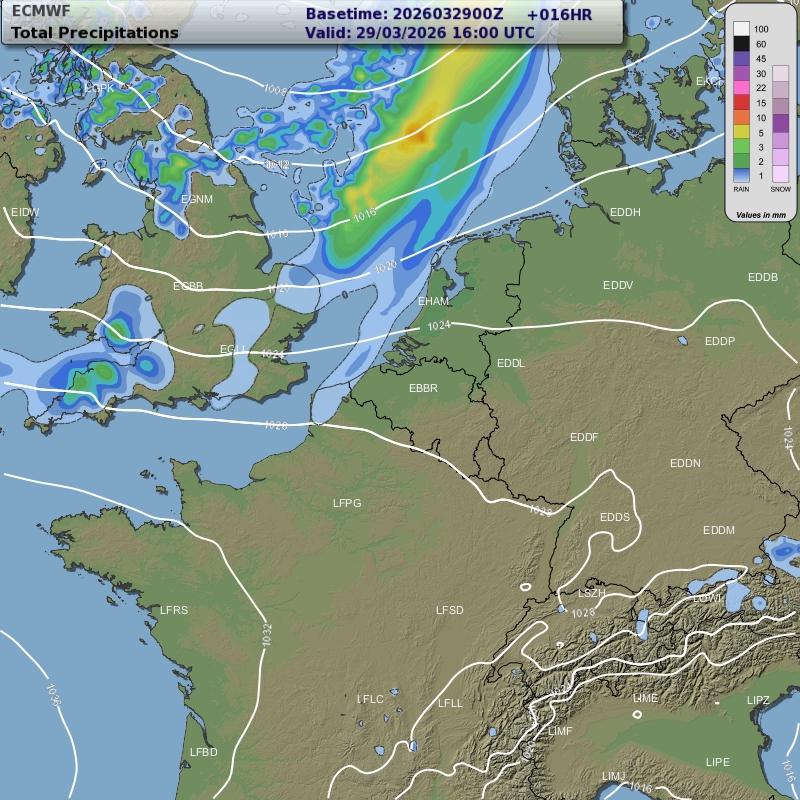 ECMWF
Basetime: 2026032900Z +016HR
Total Precipitations
Valid: 29/03/2026 16:00 UTC
100
60
45
30
22
15
10
5
3
2
1
RAIN SNOW
Values in mm
EGPK
1008
1012
EIDW
EGNM
1016
1016
EDDH
EGBB
1020
1020
EHAM
EDDV
EDDB
1024
EGLL
1024
EDDP
EDDL
EBBR
1028
EDDF
1024
EDDN
LFPG
1028
EDDS
EDDM
LFRS
LFSD
LSZH
LOWI
1028
1032
1036
LFLC
LFLL
LIME
LIPZ
LIMF
LFBD
LIPE
1016
LIMJ
1016